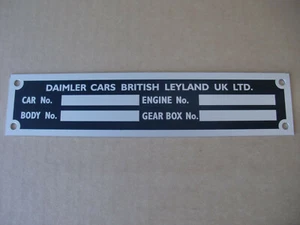 DAIMLER CARS BRITISH LEYLAND UK LTD.
CAR No. ENGINE No.
BODY No. GEAR BOX No.